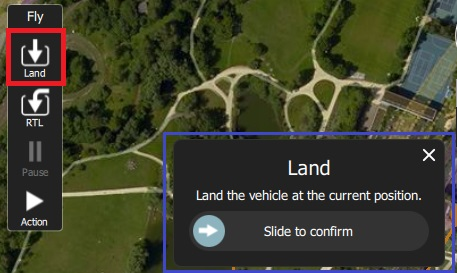 Fly
Land
RTL
Pause
Action
Land
Land the vehicle at the current position.
Slide to confirm